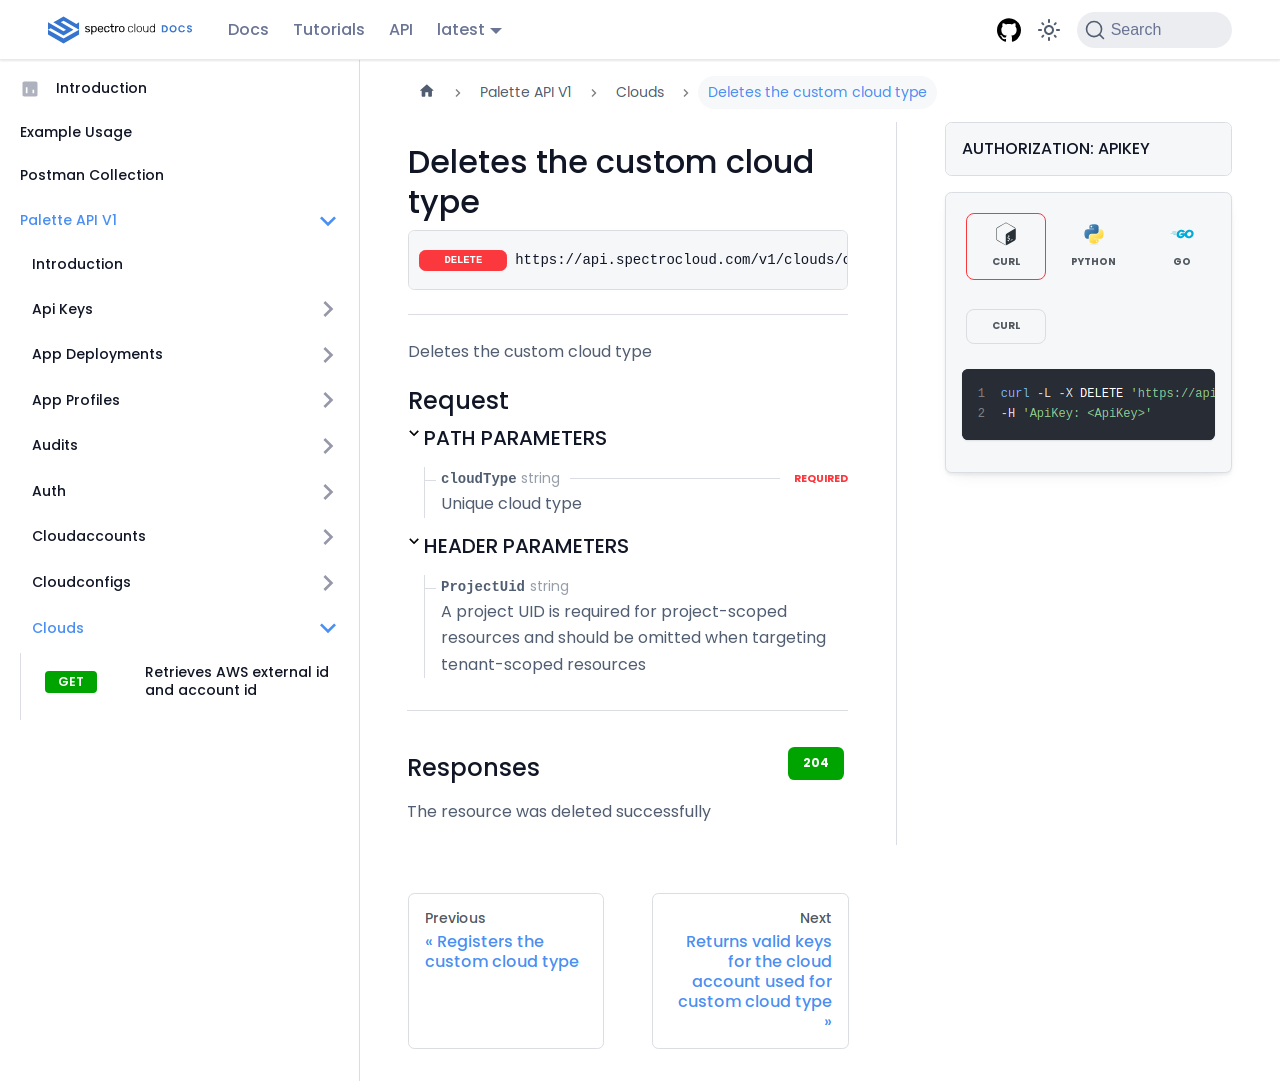 spectro cloud DOCS
Docs
Tutorials
API
latest
Search
Introduction
Example Usage
Postman Collection
Palette API V1
Introduction
Api Keys
App Deployments
App Profiles
Audits
Auth
Cloudaccounts
Cloudconfigs
Clouds
GET
Retrieves AWS external id
and account id
Palette API V1
Clouds
Deletes the custom cloud type
Deletes the custom cloud
type
DELETE https://api.spectrocloud.com/v1/clouds/
Deletes the custom cloud type
Request
PATH PARAMETERS
cloudType string REQUIRED
Unique cloud type
HEADER PARAMETERS
ProjectUid string
A project UID is required for project-scoped
resources and should be omitted when targeting
tenant-scoped resources
Responses
204
The resource was deleted successfully
Previous
« Registers the
custom cloud type
Next
Returns valid keys
for the cloud
account used for
custom cloud type
»
AUTHORIZATION: APIKEY
CURL
PYTHON
GO
CURL
1 curl -L -X DELETE 'https://api
2 -H 'ApiKey: <ApiKey>'